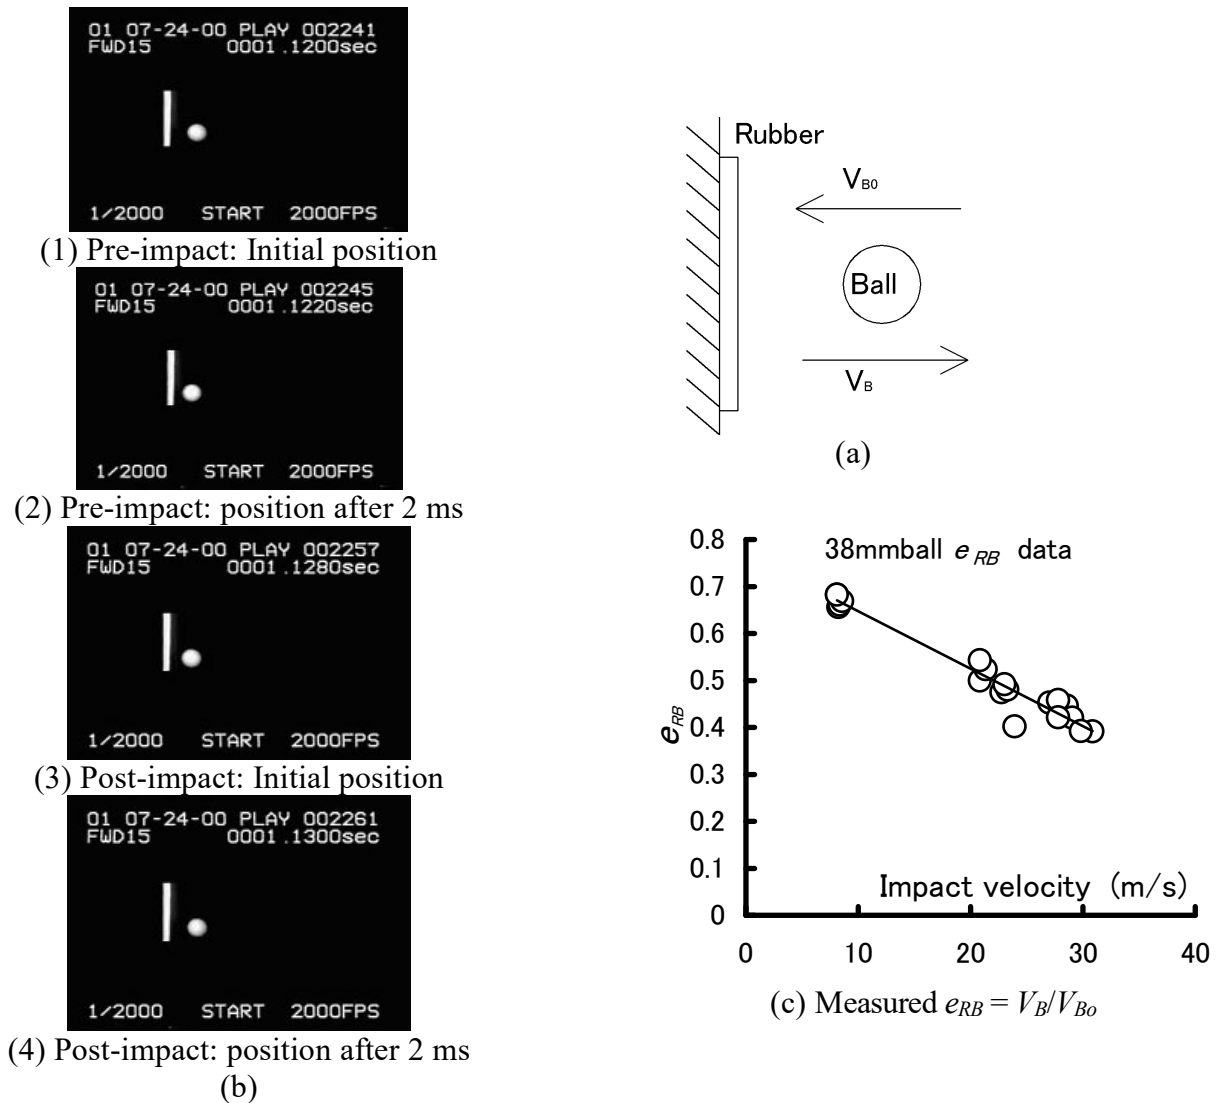 01 07-24-00 PLAY 002241
FWD15 0001.1200sec
1/2000 START 2000FPS
(1) Pre-impact: Initial position
01 07-24-00 PLAY 002245
FWD15 0001.1220sec
1/2000 START 2000FPS
(2) Pre-impact: position after 2 ms
01 07-24-00 PLAY 002257
FWD15 0001.1280sec
1/2000 START 2000FPS
(3) Post-impact: Initial position
01 07-24-00 PLAY 002261
FWD15 0001.1300sec
1/2000 START 2000FPS
(4) Post-impact: position after 2 ms
(b)
Rubber
VB0
Ball
VB
(a)
0.8
0.7
0.6
0.5
0.4
0.3
0.2
0.1
0
eRB
38mmball eRB data
Impact velocity (m/s)
0 10 20 30 40
(c) Measured eRB = VB/VBo